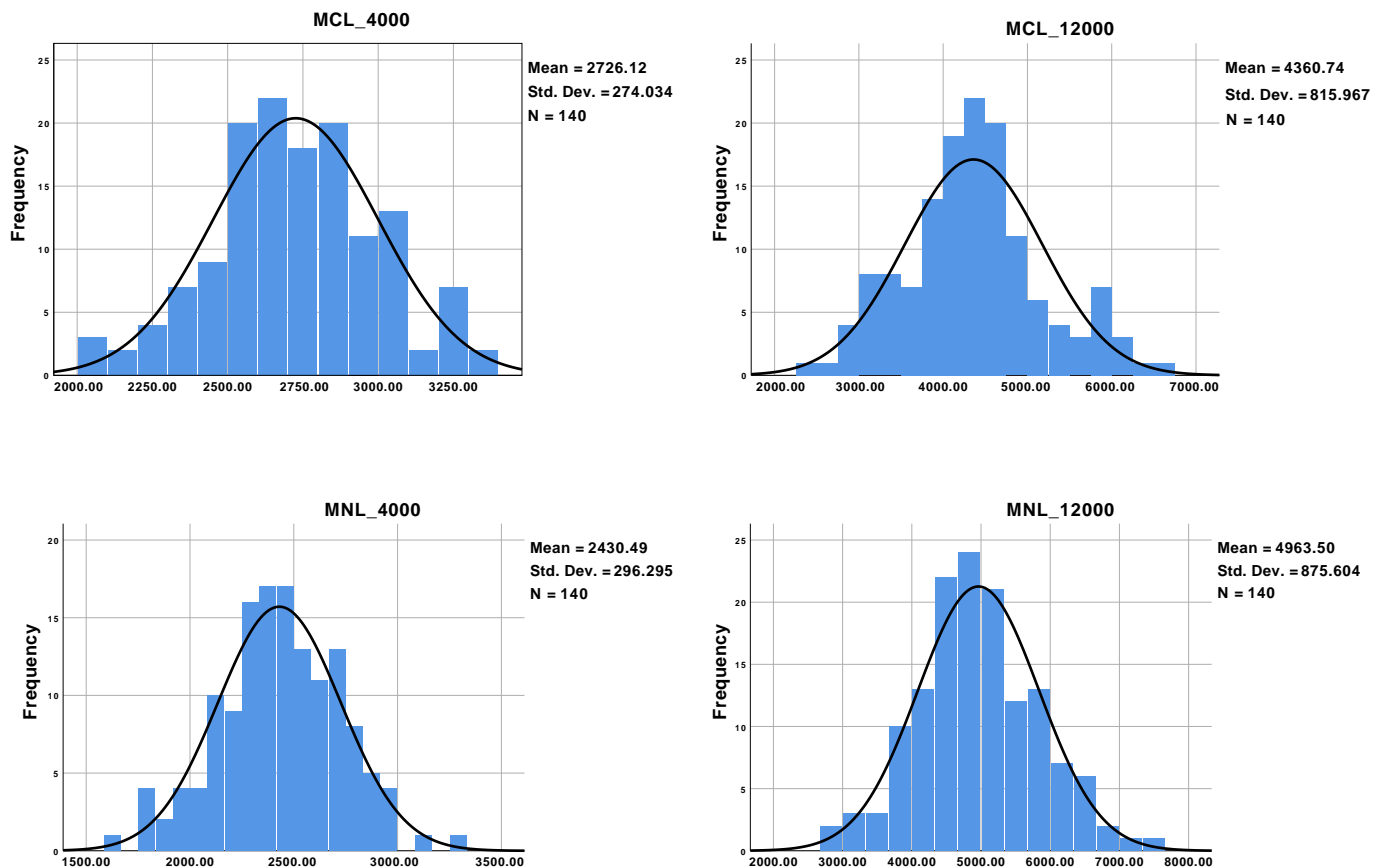 MCL_4000
Mean = 2726.12
Std. Dev. = 274.034
N = 140
Frequency
25
20
15
10
5
0
2000.00 2250.00 2500.00 2750.00 3000.00 3250.00
MCL_12000
Mean = 4360.74
Std. Dev. = 815.967
N = 140
Frequency
25
20
15
10
5
0
2000.00 3000.00 4000.00 5000.00 6000.00 7000.00
MNL_4000
Mean = 2430.49
Std. Dev. = 296.295
N = 140
Frequency
20
15
10
5
0
1500.00 2000.00 2500.00 3000.00 3500.00
MNL_12000
Mean = 4963.50
Std. Dev. = 875.604
N = 140
Frequency
25
20
15
10
5
0
2000.00 3000.00 4000.00 5000.00 6000.00 7000.00 8000.00